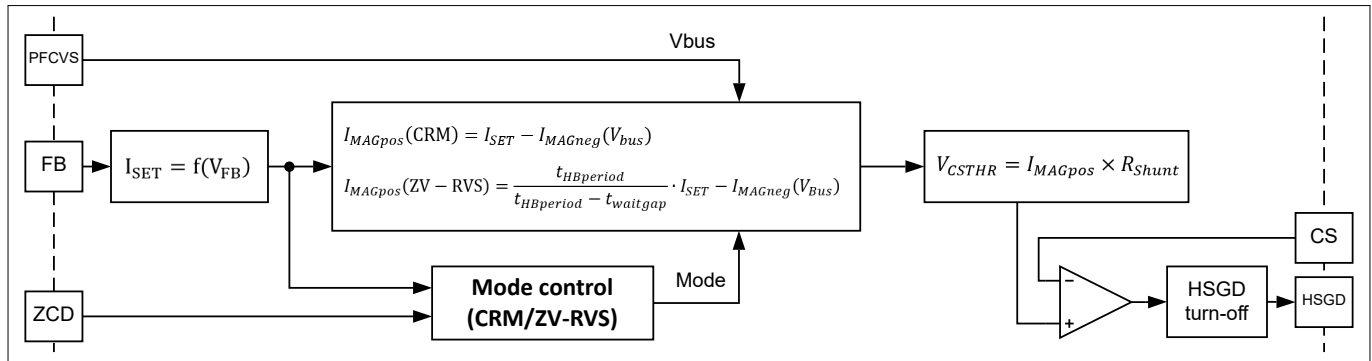 PFCVS
Vbus
FB
I_SET = f(V_FB)
I_MAGpos(CRM) = I_SET − I_MAGneg(V_bus)
I_MAGpos(ZV − RVS) = t_HBperiod / (t_HBperiod − t_waitgap) · I_SET − I_MAGneg(V_Bus)
V_CSTHR = I_MAGpos × R_Shunt
CS
Mode
ZCD
Mode control
(CRM/ZV-RVS)
−
+
HSGD
turn-off
HSGD